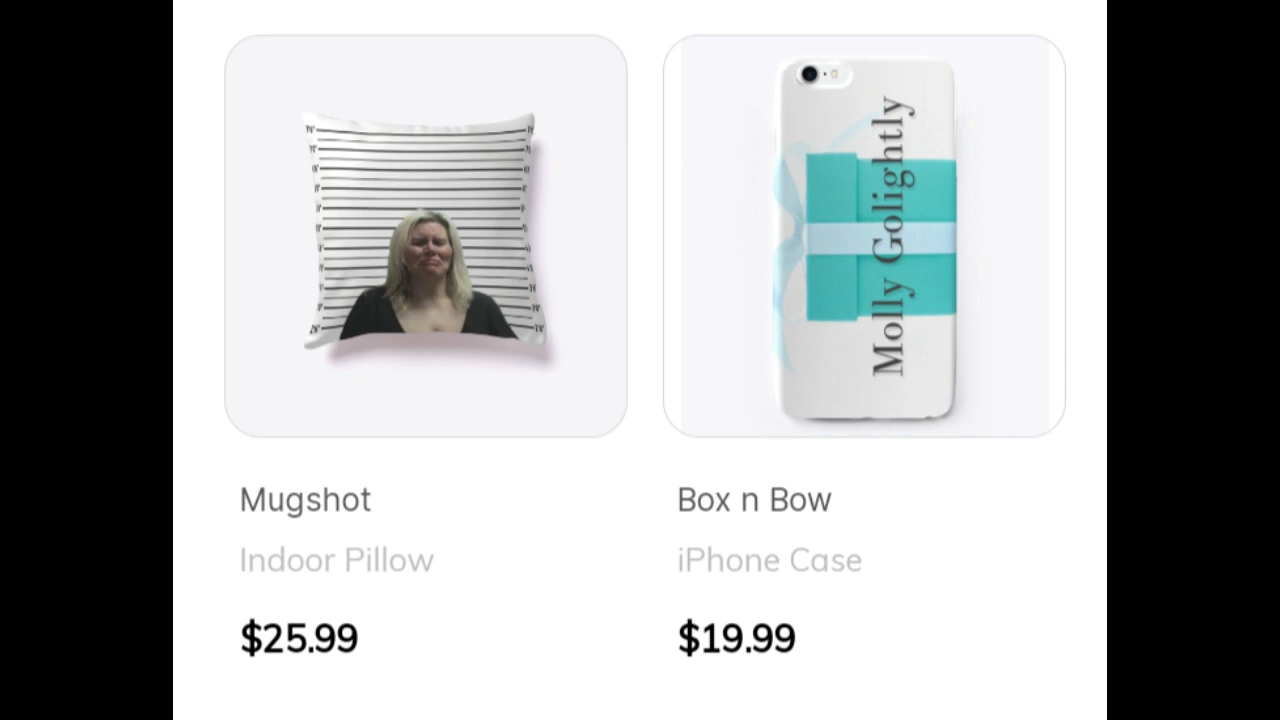 Molly Golightly
Mugshot
Box n Bow
Indoor Pillow
iPhone Case
$25.99
$19.99